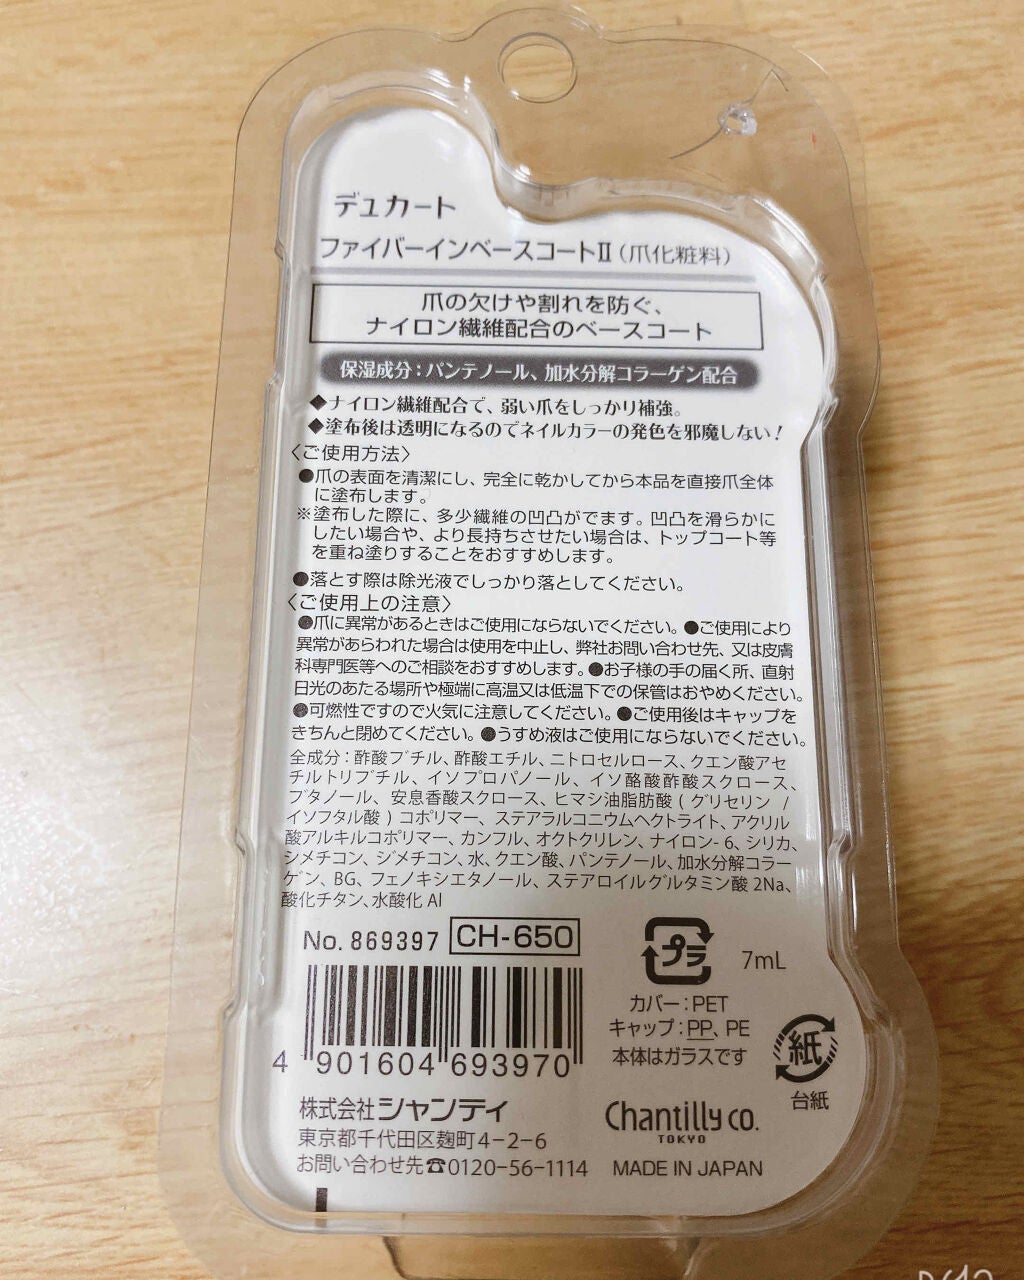 デュカート
ファイバーインベースコートⅡ(爪化粧料)
爪の欠けや割れを防ぐ、
ナイロン繊維配合のベースコート
保湿成分:パンテノール、加水分解コラーゲン配合
◆ナイロン繊維配合で、弱い爪をしっかり補強。
◆塗布後は透明になるのでネイルカラーの発色を邪魔しない!
〈ご使用方法〉
●爪の表面を清潔にし、完全に乾かしてから本品を直接爪全体
に塗布します。
※塗布した際に、多少繊維の凹凸がでます。凹凸を滑らかに
したい場合や、より長持ちさせたい場合は、トップコート等
を重ね塗りすることをおすすめします。
●落とす際は除光液でしっかり落としてください。
〈ご使用上の注意〉
●爪に異常があるときはご使用にならないでください。●ご使用により
異常があらわれた場合は使用を中止し、弊社お問い合わせ先、又は皮膚
科専門医等へのご相談をおすすめします。●お子様の手の届く所、直射
日光のあたる場所や極端に高温又は低温下での保管はおやめください。
●可燃性ですので火気に注意してください。●ご使用後はキャップを
きちんと閉めてください。●うすめ液はご使用にならないでください。
全成分:酢酸ブチル、酢酸エチル、ニトロセルロース、クエン酸アセ
チルトリブチル、イソプロパノール、イソ酪酸酢酸スクロース、
ブタノール、安息香酸スクロース、ヒマシ油脂肪酸(グリセリン/
イソフタル酸)コポリマー、ステアラルコニウムヘクトライト、アクリル
酸アルキルコポリマー、カンフル、オクトクリレン、ナイロン-6、シリカ、
シメチコン、ジメチコン、水、クエン酸、パンテノール、加水分解コラー
ゲン、BG、フェノキシエタノール、ステアロイルグルタミン酸2Na、
酸化チタン、水酸化Al
No. 869397 CH-650
プラ
7mL
カバー:PET
キャップ:PP、PE
本体はガラスです
紙
台紙
4 901604 693970
株式会社シャンティ
東京都千代田区麹町4-2-6
お問い合わせ先☎0120-56-1114
Chantilly co.
TOKYO
MADE IN JAPAN